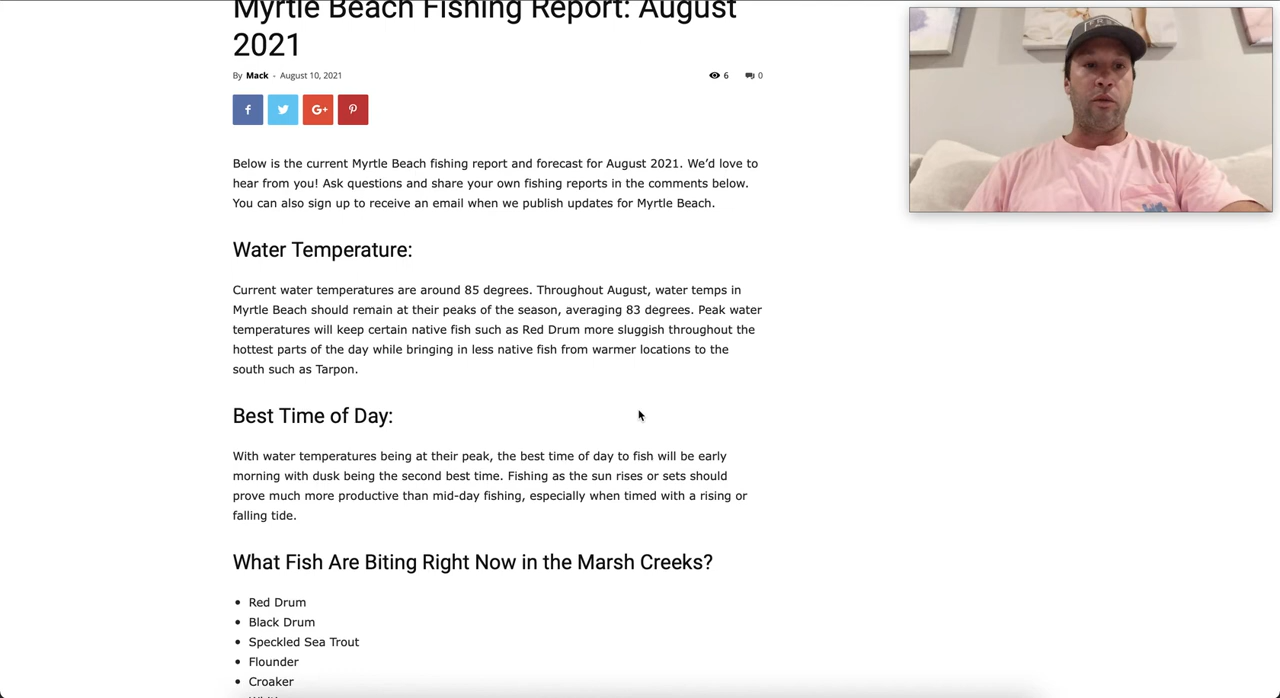 Myrtle Beach Fishing Report: August
2021
By Mack - August 10, 2021
6 0
f G+
Below is the current Myrtle Beach fishing report and forecast for August 2021. We’d love to
hear from you! Ask questions and share your own fishing reports in the comments below.
You can also sign up to receive an email when we publish updates for Myrtle Beach.
Water Temperature:
Current water temperatures are around 85 degrees. Throughout August, water temps in
Myrtle Beach should remain at their peaks of the season, averaging 83 degrees. Peak water
temperatures will keep certain native fish such as Red Drum more sluggish throughout the
hottest parts of the day while bringing in less native fish from warmer locations to the
south such as Tarpon.
Best Time of Day:
With water temperatures being at their peak, the best time of day to fish will be early
morning with dusk being the second best time. Fishing as the sun rises or sets should
prove much more productive than mid-day fishing, especially when timed with a rising or
falling tide.
What Fish Are Biting Right Now in the Marsh Creeks?
• Red Drum
• Black Drum
• Speckled Sea Trout
• Flounder
• Croaker